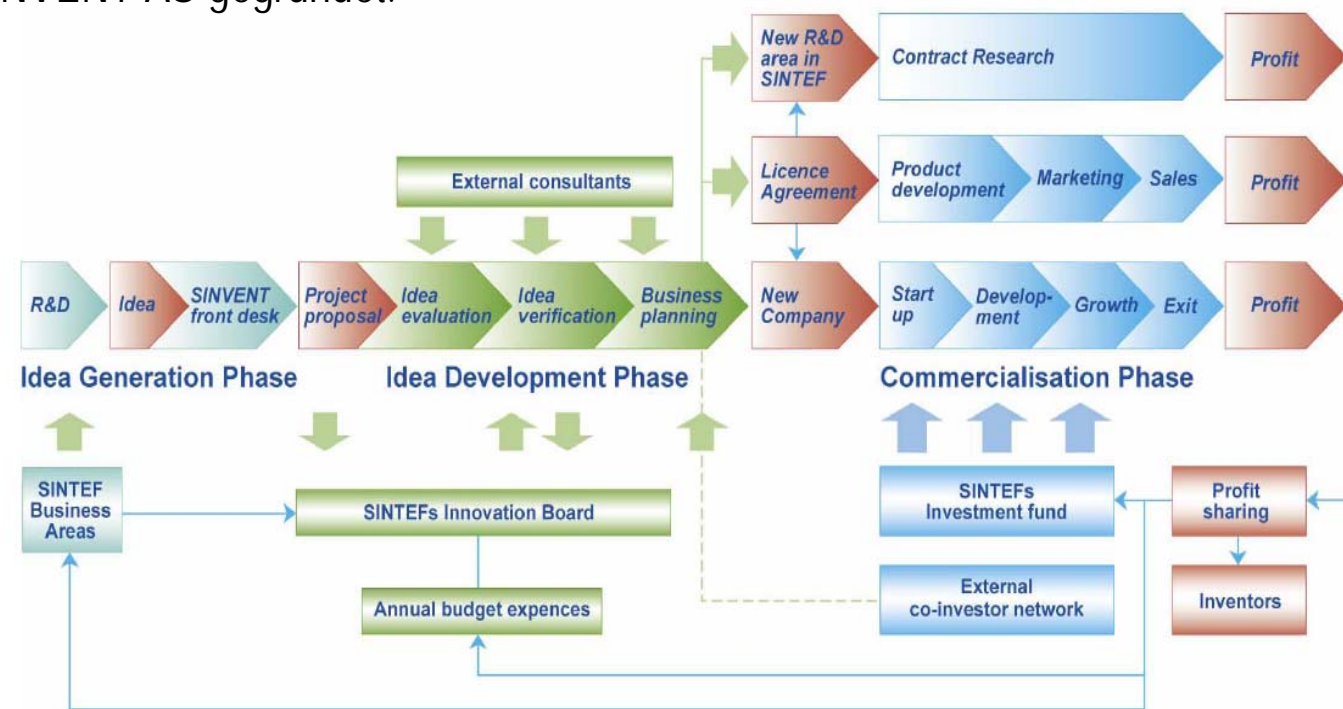 NVENT AS gegründet.
New R&D
area in
SINTEF
Contract Research
Profit
External consultants
Licence
Agreement
Product
development
Marketing
Sales
Profit
R&D
Idea
SINVENT
front desk
Project
proposal
Idea
evaluation
Idea
verification
Business
planning
New
Company
Start
up
Develop-
ment
Growth
Exit
Profit
Idea Generation Phase
Idea Development Phase
Commercialisation Phase
SINTEF
Business
Areas
SINTEFs Innovation Board
SINTEFs
Investment fund
Profit
sharing
Annual budget expences
External
co-investor network
Inventors